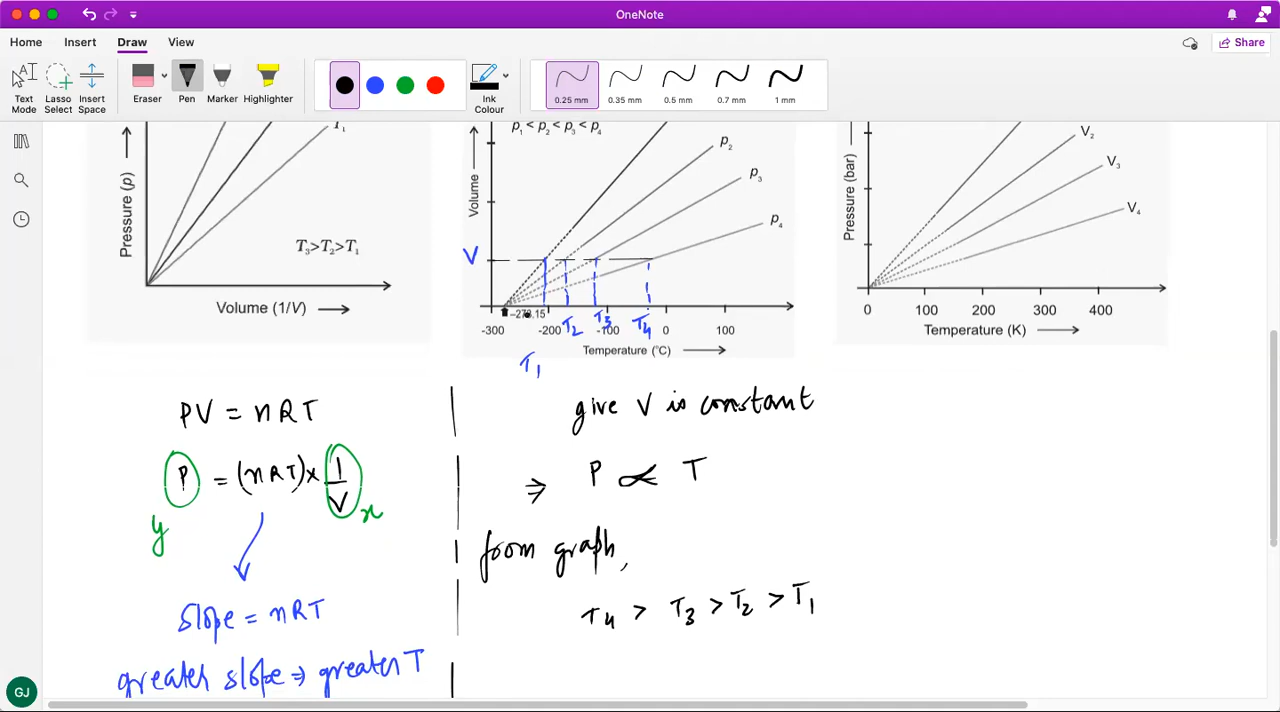 OneNote
Home Insert Draw View
Share
Text Mode
Lasso Select
Insert Space
Eraser
Pen
Marker
Highlighter
Ink Colour
0.25 mm
0.35 mm
0.5 mm
0.7 mm
1 mm
Pressure (p)
T₁
T₃>T₂>T₁
Volume (1/V)
p₁ < p₂ < p₃ < p₄
Volume
p₂
p₃
p₄
V
-273.15
-300 -200 -100 0 100
T₂ T₃ T₄
Temperature (°C)
T₁
Pressure (bar)
V₂
V₃
V₄
0 100 200 300 400
Temperature (K)
PV = nRT
P = (nRT)× 1/V
y
x
slope = nRT
greater slope ⇒ greater T
give V is constant
⇒ P ∝ T
from graph,
T₄ > T₃ > T₂ > T₁
GJ